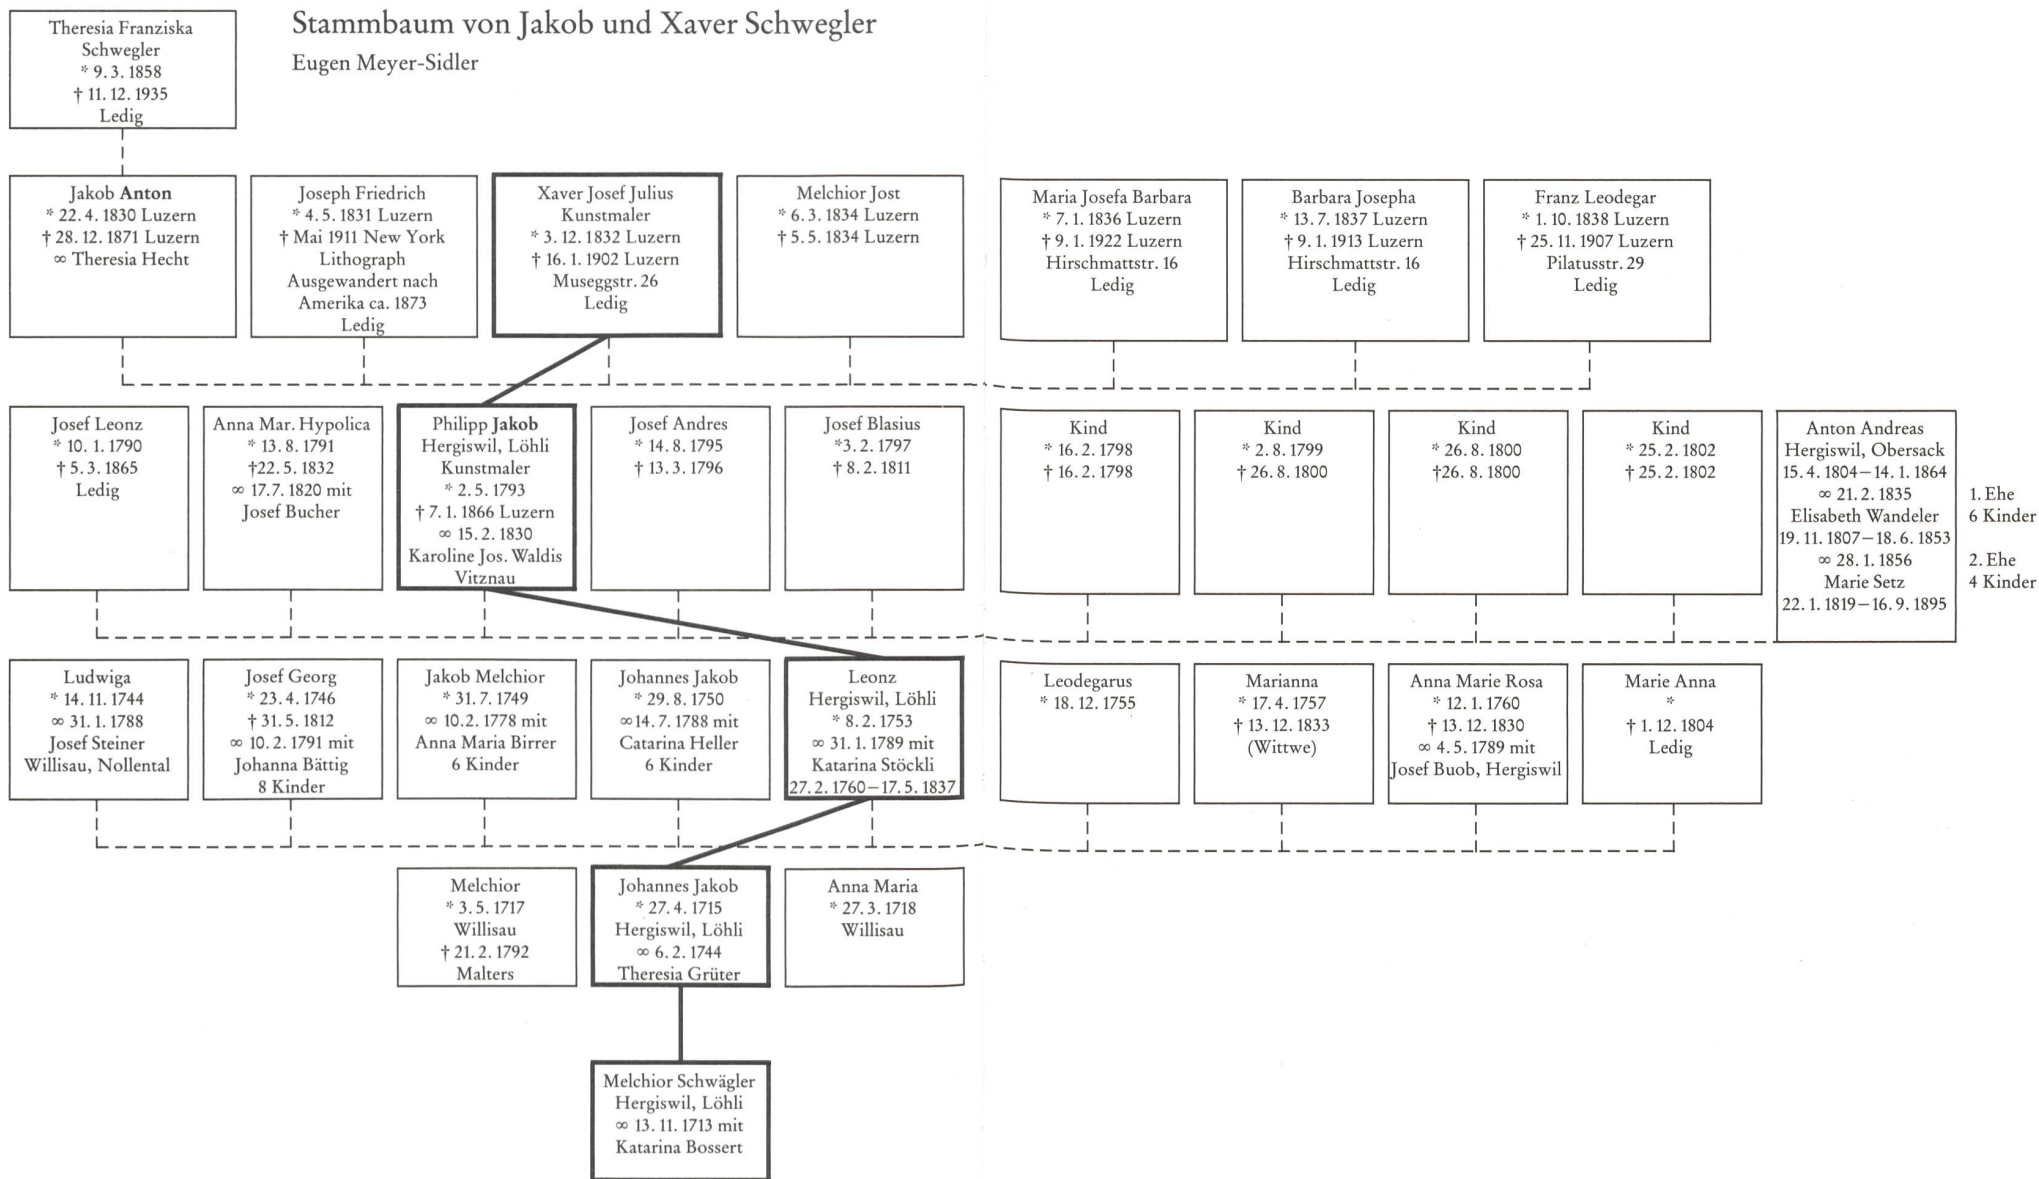 Stammbaum von Jakob und Xaver Schwegler
Eugen Meyer-Sidler
Theresia Franziska
Schwegler
* 9. 3. 1858
† 11. 12. 1935
Ledig
Jakob Anton
* 22. 4. 1830 Luzern
† 28. 12. 1871 Luzern
∞ Theresia Hecht
Joseph Friedrich
* 4. 5. 1831 Luzern
† Mai 1911 New York
Lithograph
Ausgewandert nach
Amerika ca. 1873
Ledig
Xaver Josef Julius
Kunstmaler
* 3. 12. 1832 Luzern
† 16. 1. 1902 Luzern
Museggstr. 26
Ledig
Melchior Jost
* 6. 3. 1834 Luzern
† 5. 5. 1834 Luzern
Maria Josefa Barbara
* 7. 1. 1836 Luzern
† 9. 1. 1922 Luzern
Hirschmattstr. 16
Ledig
Barbara Josepha
* 13. 7. 1837 Luzern
† 9. 1. 1913 Luzern
Hirschmattstr. 16
Ledig
Franz Leodegar
* 1. 10. 1838 Luzern
† 25. 11. 1907 Luzern
Pilatusstr. 29
Ledig
Josef Leonz
* 10. 1. 1790
† 5. 3. 1865
Ledig
Anna Mar. Hypolica
* 13. 8. 1791
†22. 5. 1832
∞ 17.7. 1820 mit
Josef Bucher
Philipp Jakob
Hergiswil, Löhli
Kunstmaler
* 2. 5. 1793
† 7. 1. 1866 Luzern
∞ 15. 2. 1830
Karoline Jos. Waldis
Vitznau
Josef Andres
* 14. 8. 1795
† 13. 3. 1796
Josef Blasius
*3. 2. 1797
† 8. 2. 1811
Kind
* 16. 2. 1798
† 16. 2. 1798
Kind
* 2. 8. 1799
† 26. 8. 1800
Kind
* 26. 8. 1800
†26. 8. 1800
Kind
* 25. 2. 1802
† 25. 2. 1802
Anton Andreas
Hergiswil, Obersack
15. 4. 1804–14. 1. 1864
∞ 21. 2. 1835
Elisabeth Wandeler
19. 11. 1807–18. 6. 1853
∞ 28. 1. 1856
Marie Setz
22. 1. 1819–16. 9. 1895
1. Ehe
6 Kinder
2. Ehe
4 Kinder
Ludwiga
* 14. 11. 1744
∞ 31. 1. 1788
Josef Steiner
Willisau, Nollental
Josef Georg
* 23. 4. 1746
† 31. 5. 1812
∞ 10. 2. 1791 mit
Johanna Bättig
8 Kinder
Jakob Melchior
* 31. 7. 1749
∞ 10. 2. 1778 mit
Anna Maria Birrer
6 Kinder
Johannes Jakob
* 29. 8. 1750
∞14. 7. 1788 mit
Catarina Heller
6 Kinder
Leonz
Hergiswil, Löhli
* 8. 2. 1753
∞ 31. 1. 1789 mit
Katarina Stöckli
27. 2. 1760–17. 5. 1837
Leodegarus
* 18. 12. 1755
Marianna
* 17. 4. 1757
† 13. 12. 1833
(Wittwe)
Anna Marie Rosa
* 12. 1. 1760
† 13. 12. 1830
∞ 4. 5. 1789 mit
Josef Buob, Hergiswil
Marie Anna
*
† 1. 12. 1804
Ledig
Melchior
* 3. 5. 1717
Willisau
† 21. 2. 1792
Malters
Johannes Jakob
* 27. 4. 1715
Hergiswil, Löhli
∞ 6. 2. 1744
Theresia Grüter
Anna Maria
* 27. 3. 1718
Willisau
Melchior Schwägler
Hergiswil, Löhli
∞ 13. 11. 1713 mit
Katarina Bossert